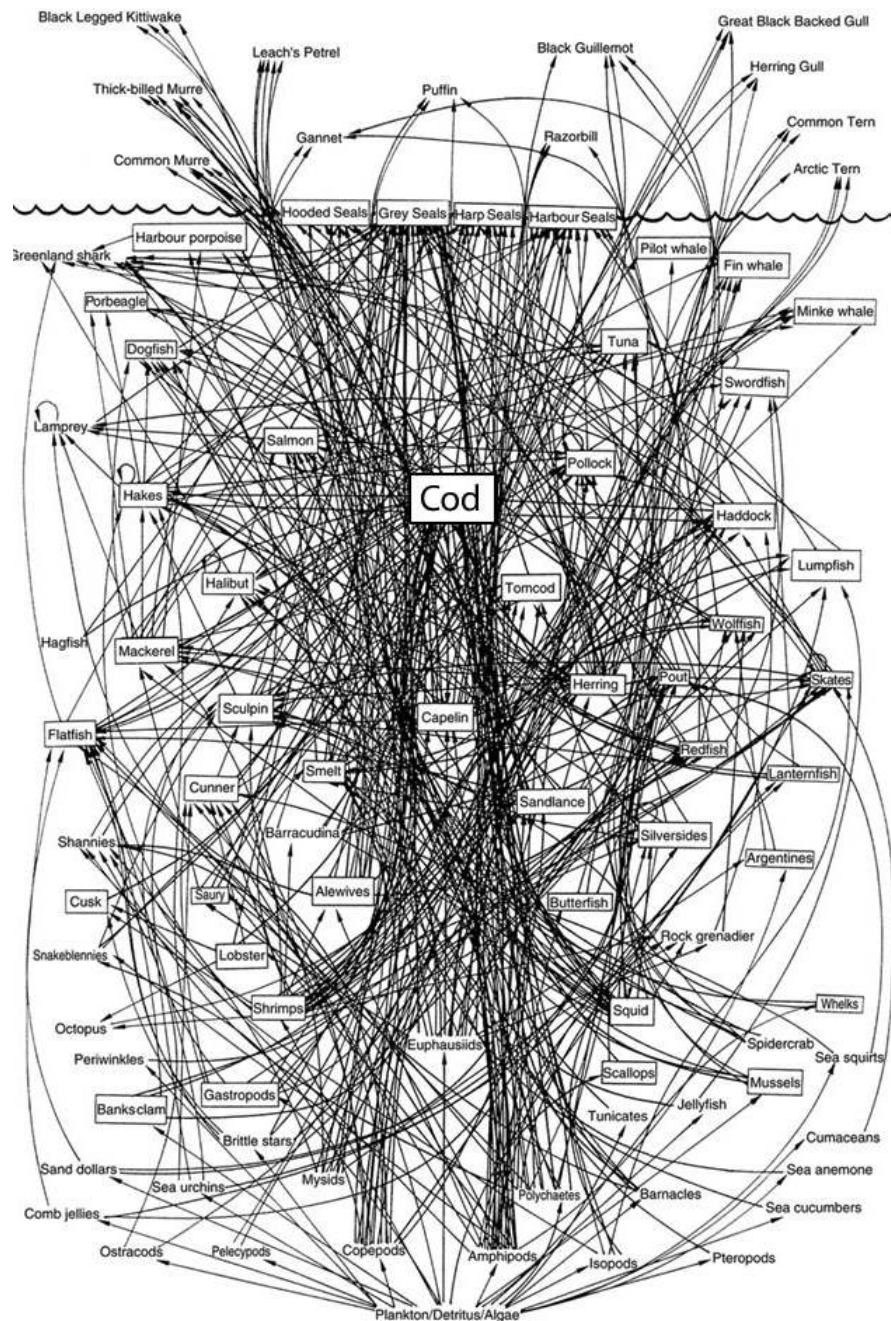 Black Legged Kittiwake
Great Black Backed Gull
Leach's Petrel
Black Guillemot
Herring Gull
Thick-billed Murre
Puffin
Common Tern
Gannet
Razorbill
Common Murre
Arctic Tern
Hooded Seals
Grey Seals
Harp Seals
Harbour Seals
Harbour porpoise
Pilot whale
Greenland shark
Fin whale
Porbeagle
Minke whale
Dogfish
Tuna
Swordfish
Lamprey
Salmon
Pollock
Hakes
Cod
Haddock
Halibut
Tomcod
Lumpfish
Wolffish
Hagfish
Mackerel
Herring
Pout
Skates
Sculpin
Capelin
Flatfish
Redfish
Smelt
Lanternfish
Cunner
Sandlance
Barracudina
Silversides
Shannies
Argentines
Saury
Alewives
Butterfish
Cusk
Rock grenadier
Snakeblennies
Lobster
Shrimps
Squid
Whelks
Octopus
Euphausiids
Spidercrab
Sea squirts
Periwinkles
Scallops
Gastropods
Mussels
Banksclam
Jellyfish
Tunicates
Brittle stars
Cumaceans
Sand dollars
Mysids
Sea anemone
Sea urchins
Polychaetes
Barnacles
Comb jellies
Sea cucumbers
Ostracods
Pelecypods
Copepods
Amphipods
Isopods
Pteropods
Plankton/Detritus/Algae